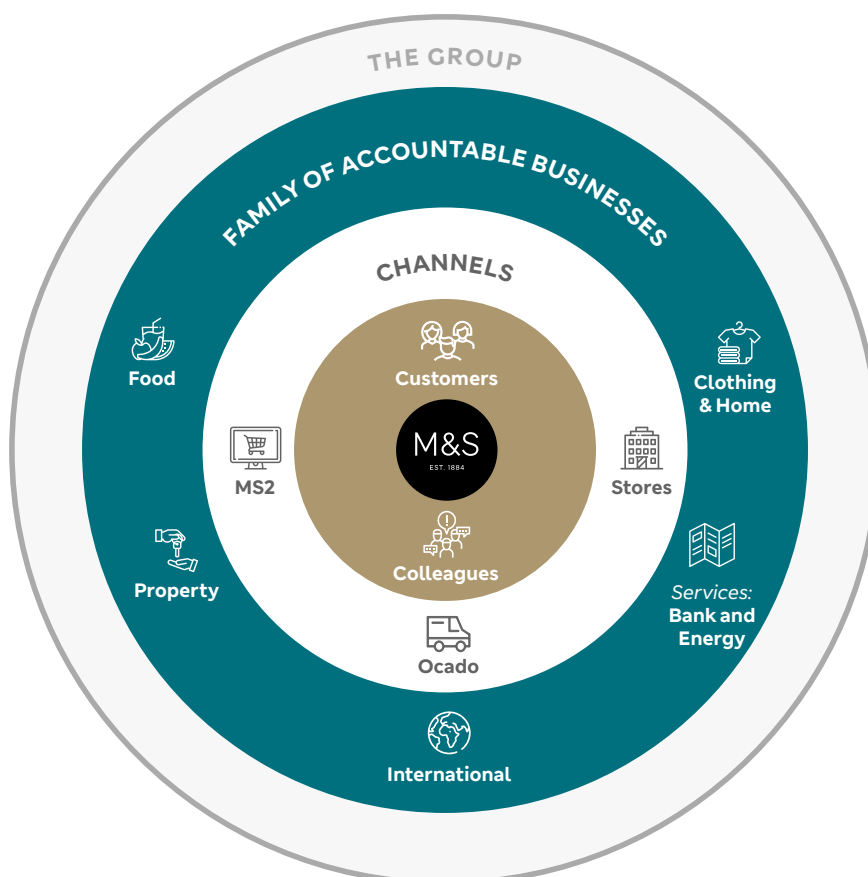 THE GROUP
FAMILY OF ACCOUNTABLE BUSINESSES
CHANNELS
Customers
Food
Clothing
& Home
M&S
EST. 1884
MS2
Stores
Colleagues
Property
Services:
Bank and
Energy
Ocado
International